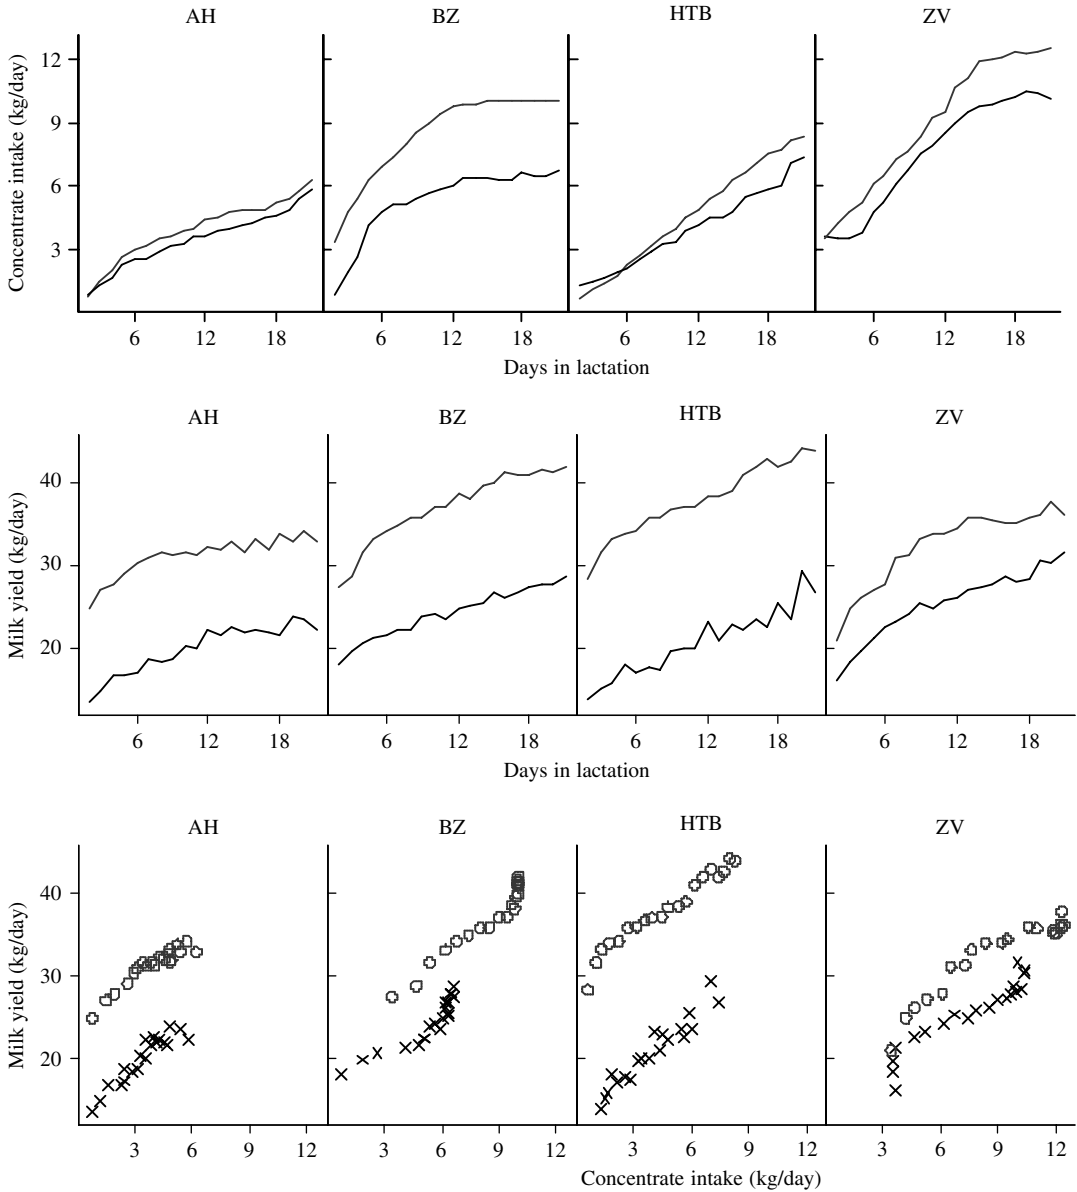 AH BZ HTB ZV
Concentrate intake (kg/day)
12
9
6
3
6 12 18 6 12 18 6 12 18 6 12 18
Days in lactation
AH BZ HTB ZV
Milk yield (kg/day)
40
30
20
6 12 18 6 12 18 6 12 18 6 12 18
Days in lactation
AH BZ HTB ZV
Milk yield (kg/day)
40
30
20
3 6 9 12 3 6 9 12 3 6 9 12 3 6 9 12
Concentrate intake (kg/day)